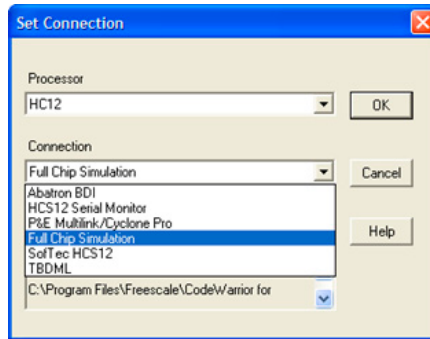 Set Connection
Processor
HC12
OK
Connection
Full Chip Simulation
Cancel
Abatron BDI
HCS12 Serial Monitor
P&E Multilink/Cyclone Pro
Full Chip Simulation
SofTec HCS12
TBDML
Help
C:\Program Files\Freescale\CodeWarrior for